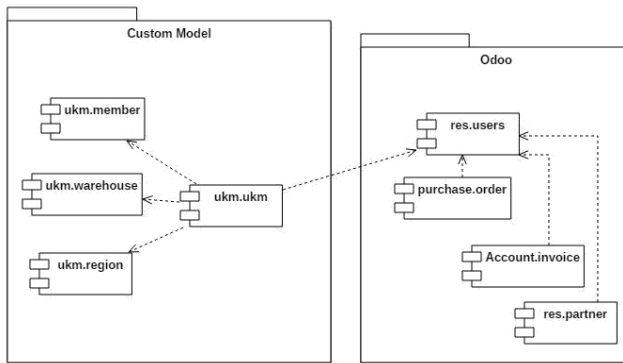 Custom Model
ukm.member
ukm.warehouse
ukm.ukm
ukm.region
Odoo
res.users
purchase.order
Account.invoice
res.partner